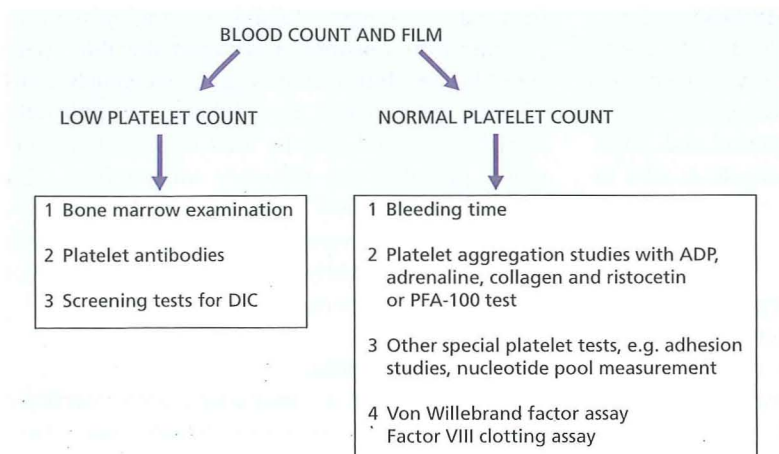 BLOOD COUNT AND FILM
LOW PLATELET COUNT
NORMAL PLATELET COUNT
1 Bone marrow examination
2 Platelet antibodies
3 Screening tests for DIC
1 Bleeding time
2 Platelet aggregation studies with ADP,
adrenaline, collagen and ristocetin
or PFA-100 test
3 Other special platelet tests, e.g. adhesion
studies, nucleotide pool measurement
4 Von Willebrand factor assay
Factor VIII clotting assay